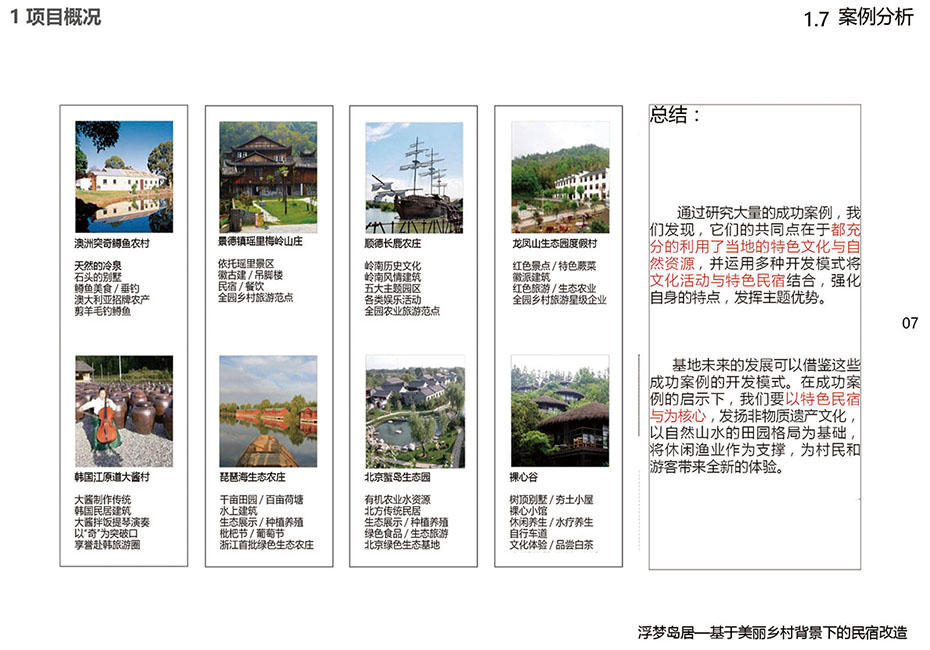 1 项目概况
1.7 案例分析
澳洲突奇鳟鱼农村
天然的冷泉
石头的别墅
鳟鱼美食 / 垂钓
澳大利亚招牌农产
剪羊毛钓鳟鱼
景德镇瑶里梅岭山庄
依托瑶里景区
徽古建 / 吊脚楼
民宿 / 餐饮
全园乡村旅游范点
顺德长鹿农庄
岭南历史文化
岭南风情建筑
五大主题园区
各类娱乐活动
全园农业旅游范点
龙凤山生态园度假村
红色景点 / 特色蕨菜
徽派建筑
红色旅游 / 生态农业
全园乡村旅游星级企业
韩国江原道大酱村
大酱制作传统
韩国民居建筑
大酱拌饭提琴演奏
以“奇”为突破口
享誉赴韩旅游圈
琵琶海生态农庄
千亩田园 / 百亩荷塘
水上建筑
生态展示 / 种植养殖
枇杷节 / 葡萄节
浙江首批绿色生态农庄
北京蟹岛生态园
有机农业水资源
北方传统民居
生态展示 / 种植养殖
绿色食品 / 生态旅游
北京绿色生态基地
裸心谷
树顶别墅 / 夯土小屋
裸心小馆
休闲养生 / 水疗养生
自行车道
文化体验 / 品尝白茶
总结：
通过研究大量的成功案例，我
们发现，它们的共同点在于都充
分的利用了当地的特色文化与自
然资源，并运用多种开发模式将
文化活动与特色民宿结合，强化
自身的特点，发挥主题优势。
基地未来的发展可以借鉴这些
成功案例的开发模式。在成功案
例的启示下，我们要以特色民宿
与为核心，发扬非物质遗产文化，
以自然山水的田园格局为基础，
将休闲渔业作为支撑，为村民和
游客带来全新的体验。
07
浮梦岛居—基于美丽乡村背景下的民宿改造